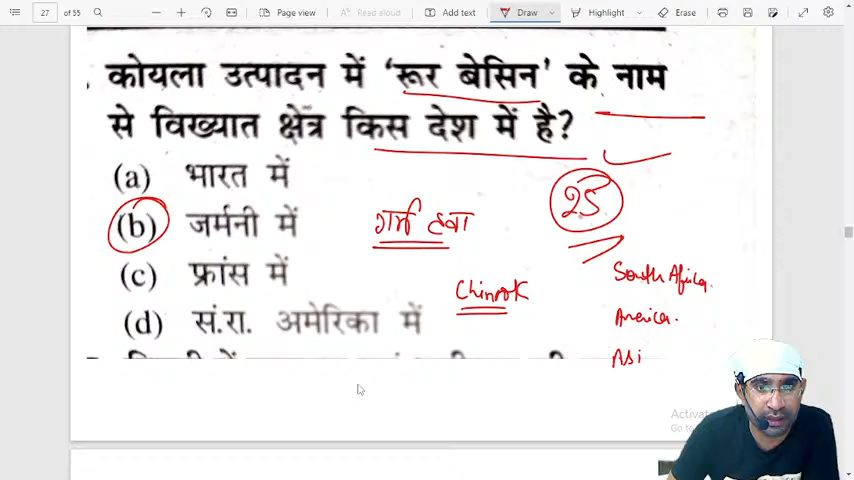 27 of 55 Page view Read aloud Add text Draw Highlight Erase
कोयला उत्पादन में 'रूर बेसिन' के नाम
से विख्यात क्षेत्र किस देश में है?
(a) भारत में
(b) जर्मनी में
गर्म हवा
25
(c) फ्रांस में
Chinook
South Africa.
(d) सं.रा. अमेरिका में
America.
Asi